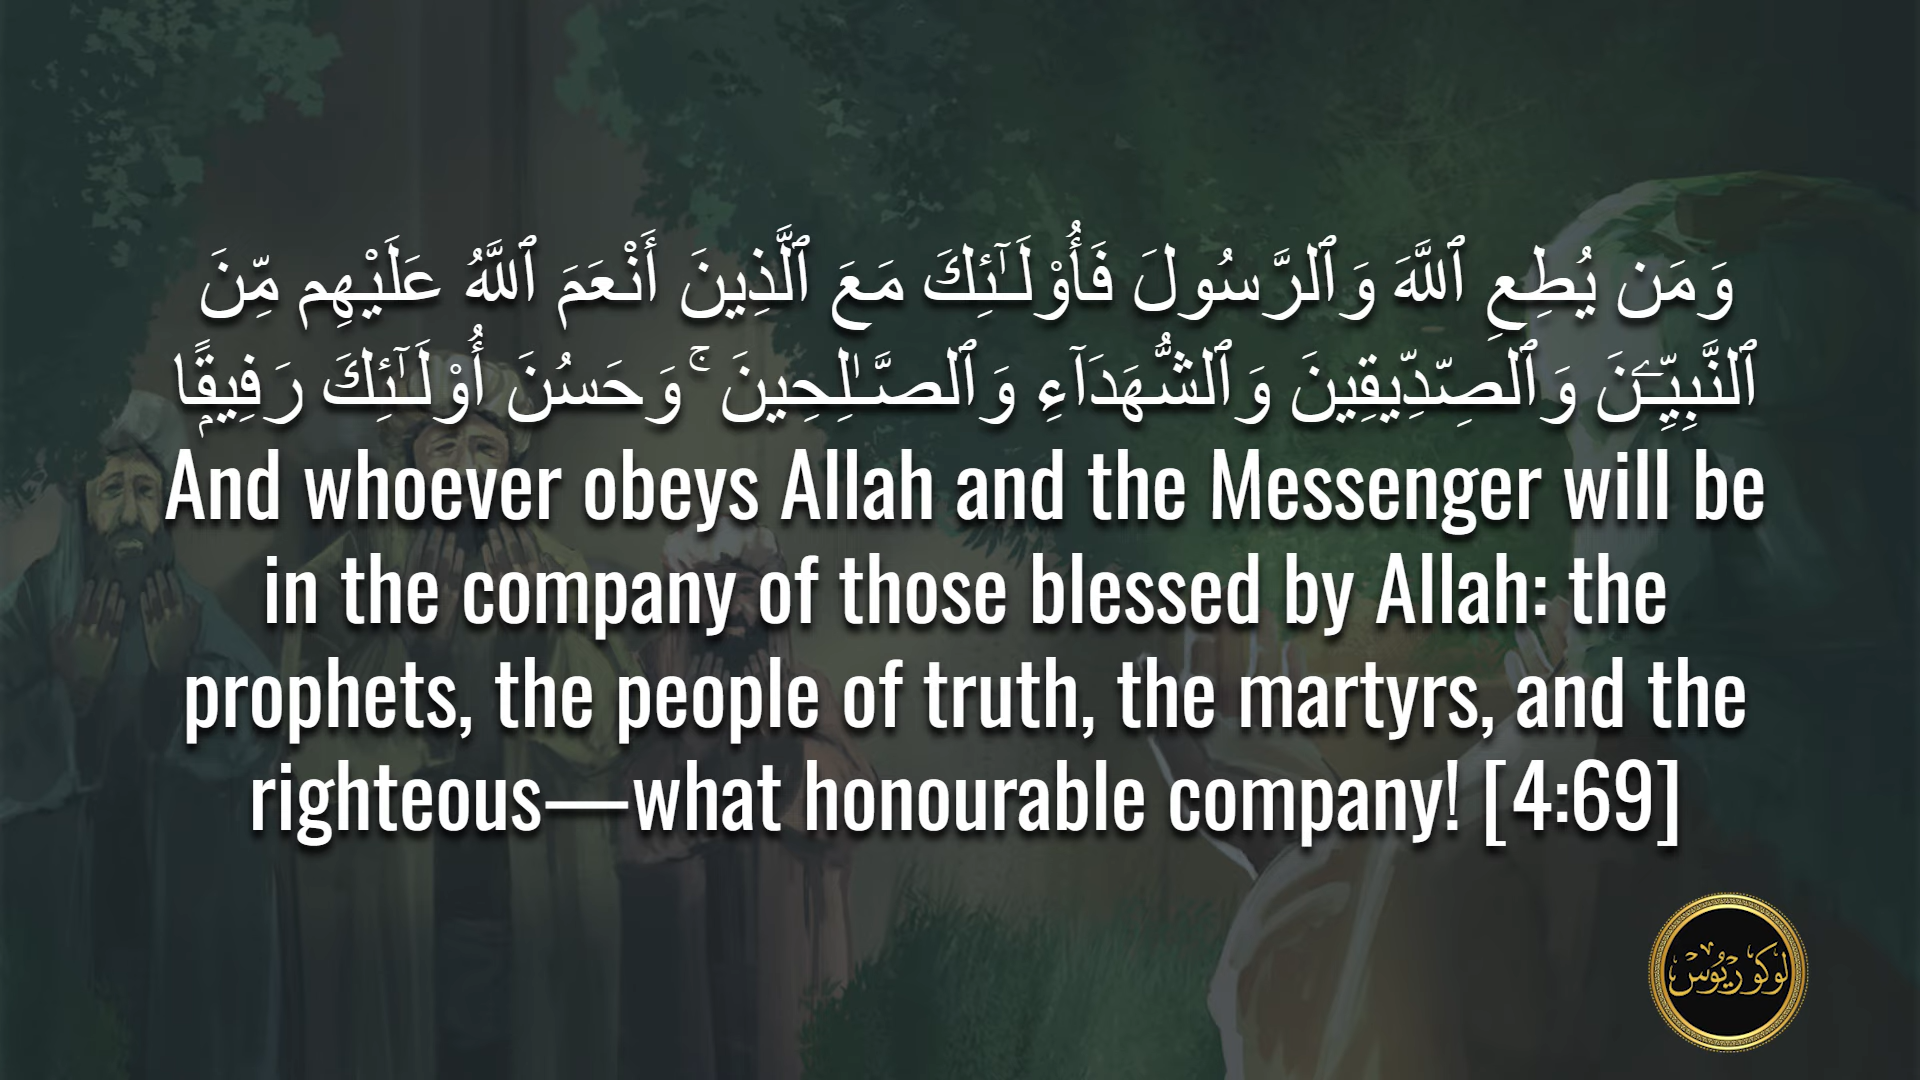 وَمَن يُطِعِ ٱللَّهَ وَٱلرَّسُولَ فَأُو۟لَـٰٓئِكَ مَعَ ٱلَّذِينَ أَنْعَمَ ٱللَّهُ عَلَيْهِم مِّنَ
ٱلنَّبِيِّـۧنَ وَٱلصِّدِّيقِينَ وَٱلشُّهَدَآءِ وَٱلصَّـٰلِحِينَ ۚ وَحَسُنَ أُو۟لَـٰٓئِكَ رَفِيقًۭا
And whoever obeys Allah and the Messenger will be
in the company of those blessed by Allah: the
prophets, the people of truth, the martyrs, and the
righteous—what honourable company! [4:69]
لوكوريوس